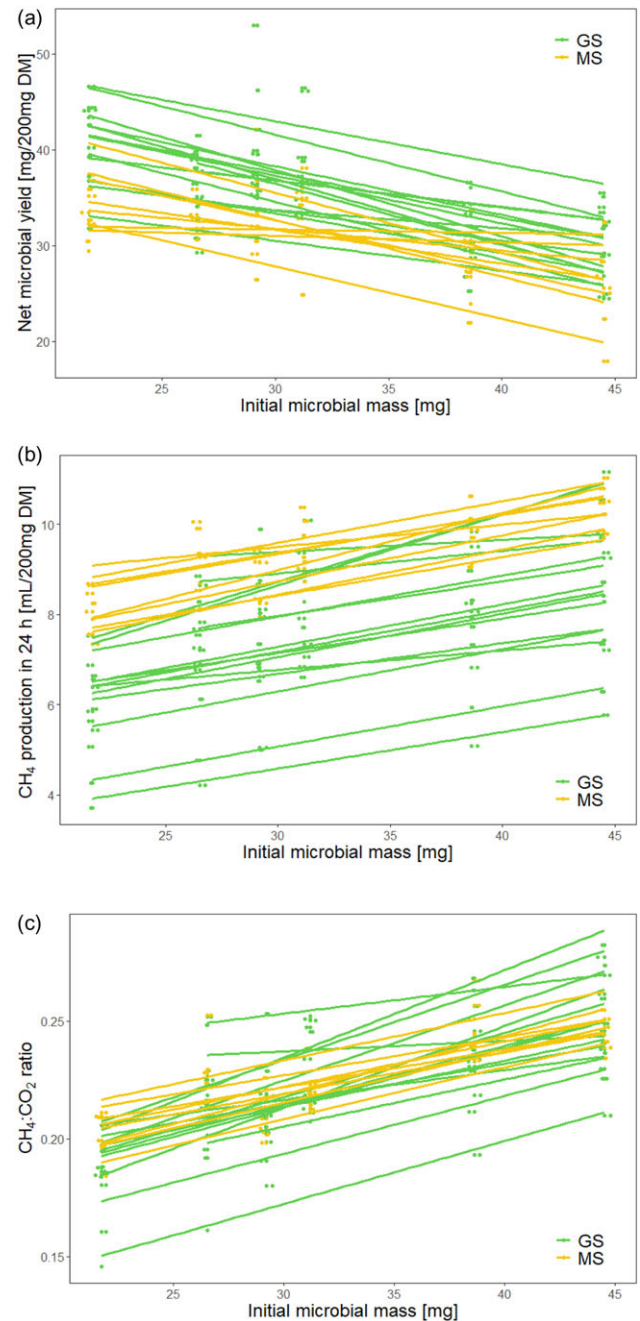 (a)
Net microbial yield [mg/200mg DM]
50
40
30
20
GS
MS
25
30
35
40
45
Initial microbial mass [mg]
(b)
CH₄ production in 24 h [mL/200mg DM]
10
8
6
4
GS
MS
25
30
35
40
45
Initial microbial mass [mg]
(c)
CH₄:CO₂ ratio
0.25
0.20
0.15
GS
MS
25
30
35
40
45
Initial microbial mass [mg]